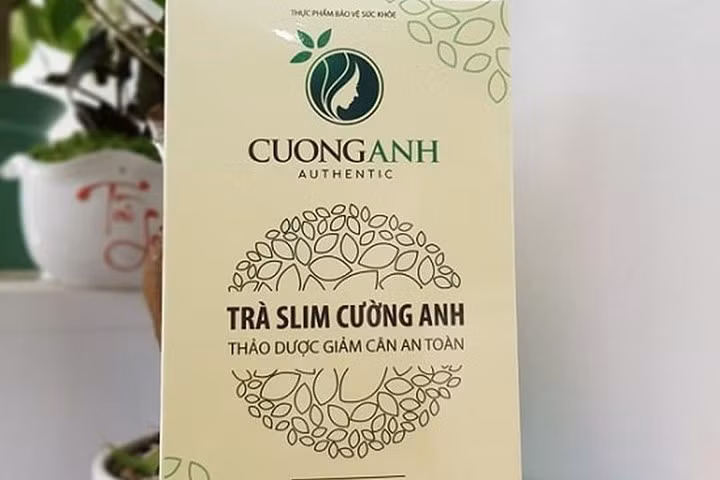 THỰC PHẨM BẢO VỆ SỨC KHỎE
CUONGANH
AUTHENTIC
TRÀ SLIM CƯỜNG ANH
THẢO DƯỢC GIẢM CÂN AN TOÀN